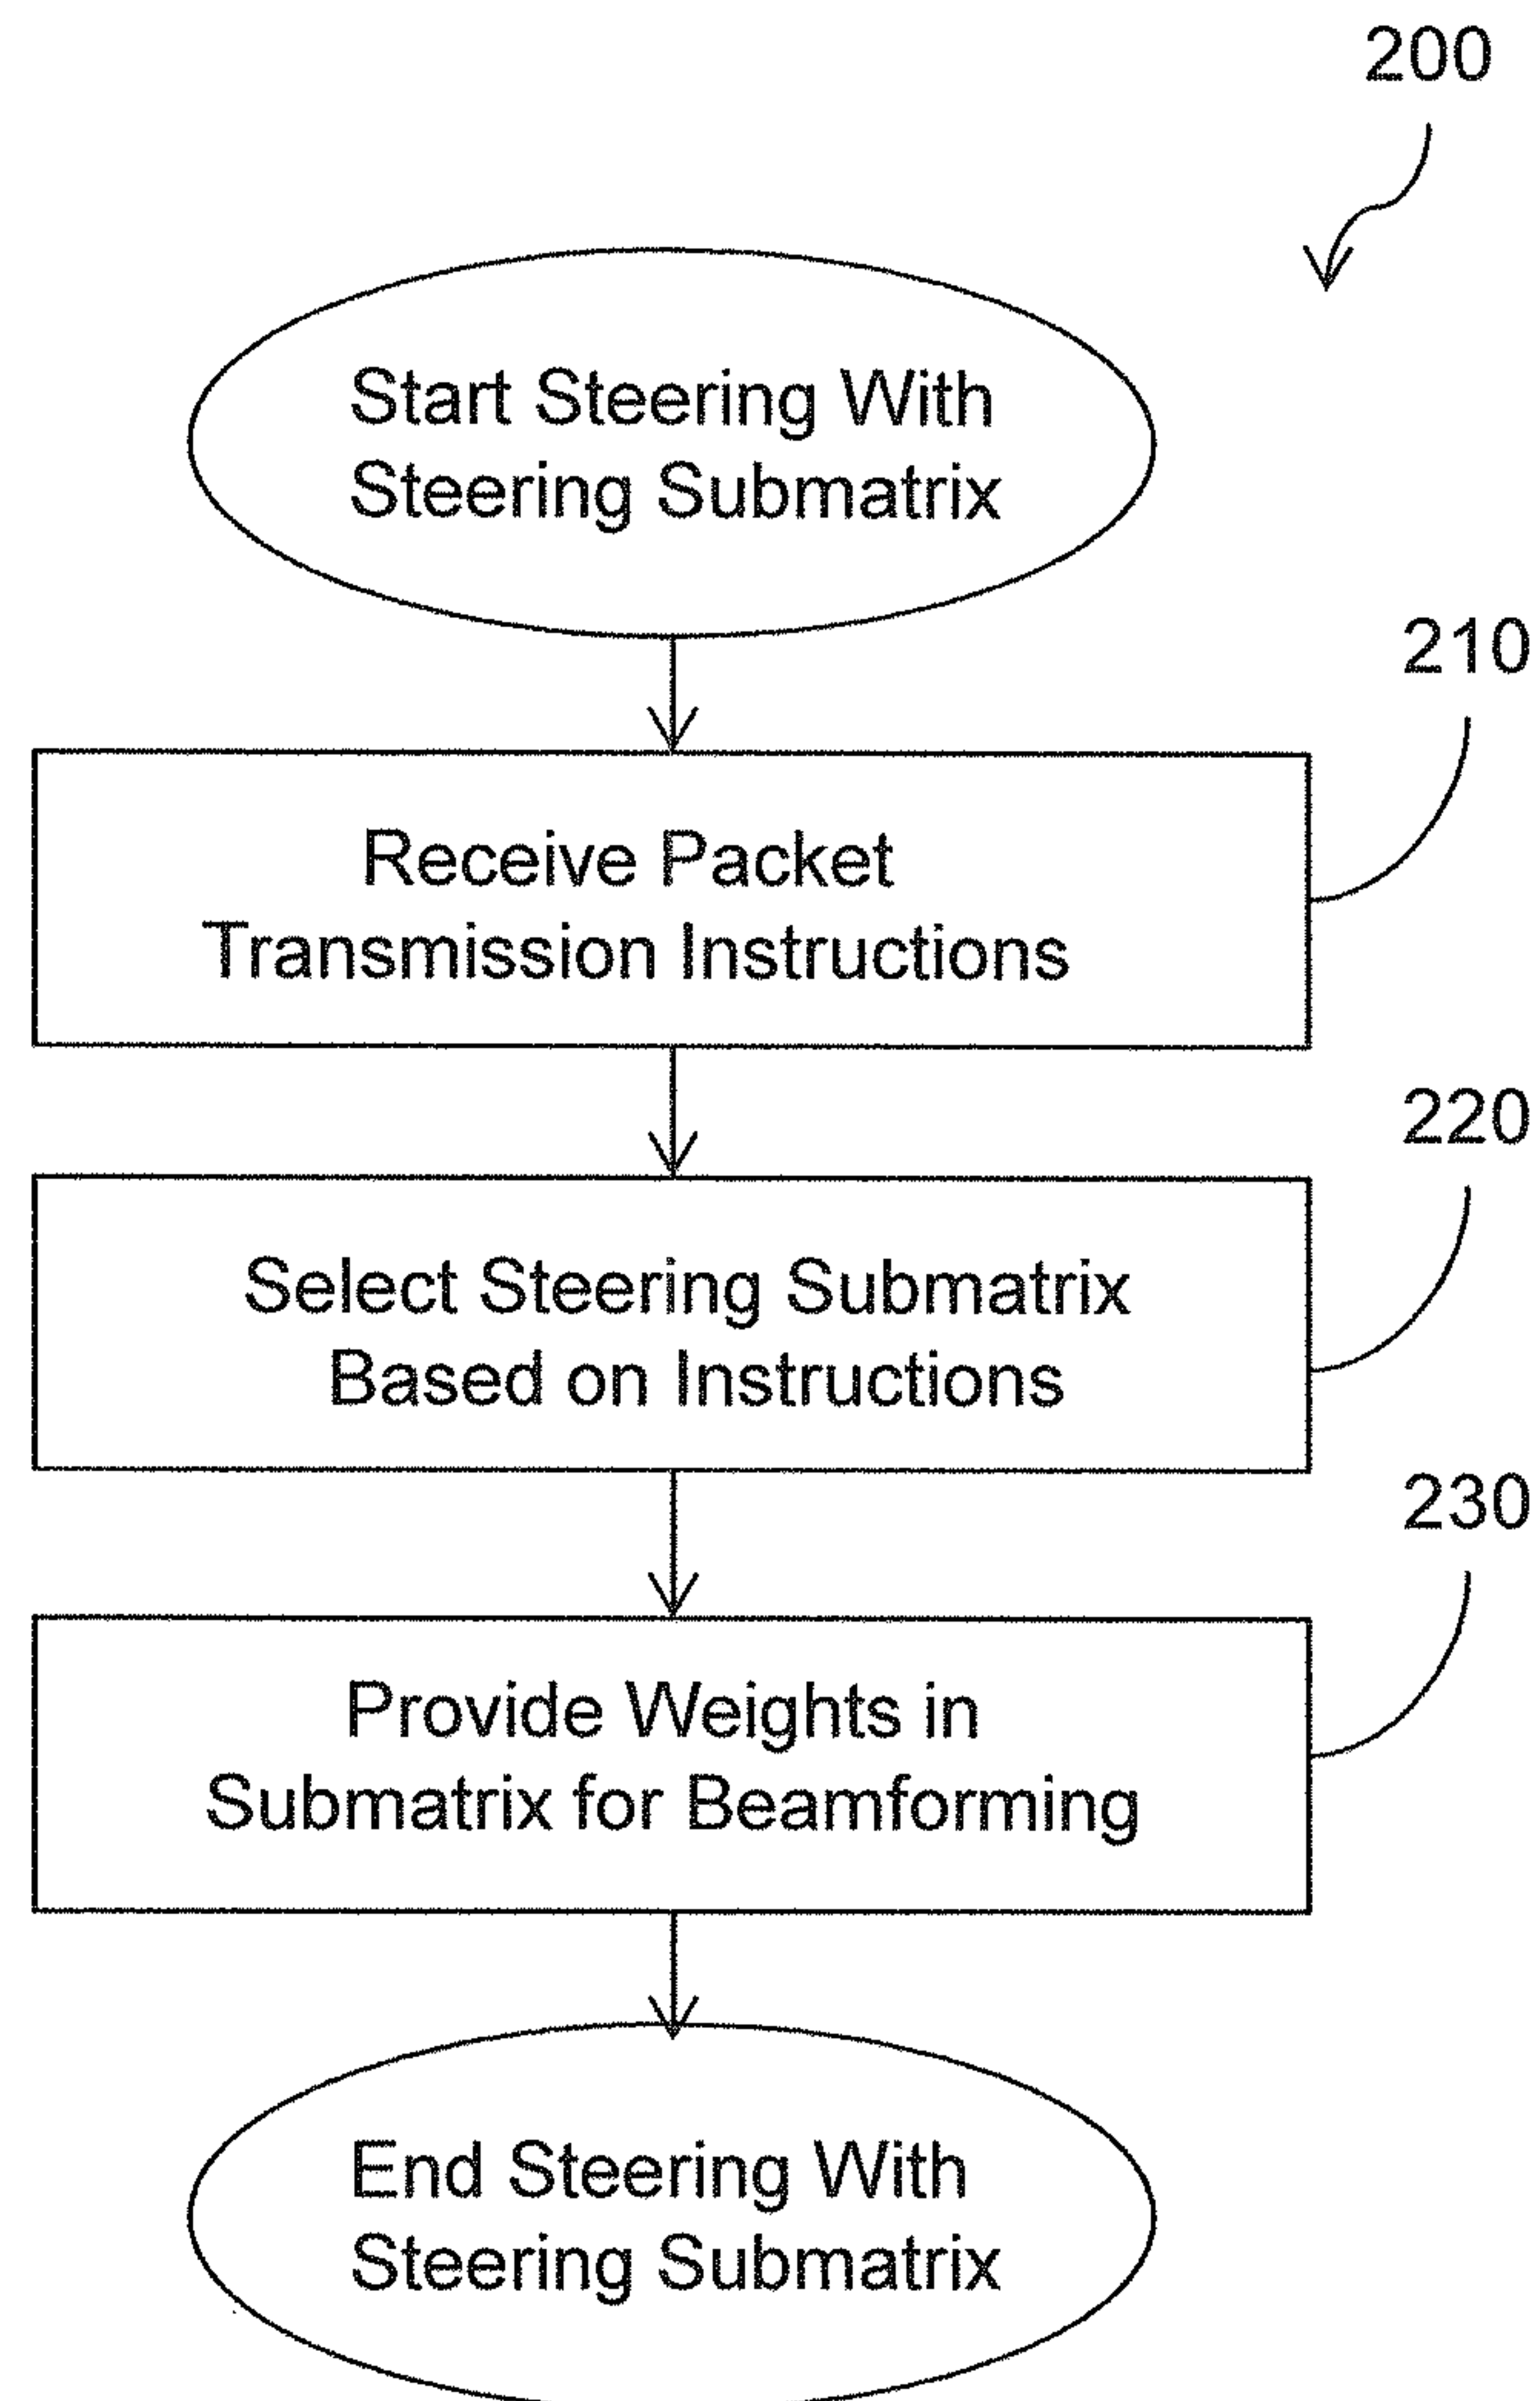 200
Start Steering With
Steering Submatrix
210
Receive Packet
Transmission Instructions
220
Select Steering Submatrix
Based on Instructions
230
Provide Weights in
Submatrix for Beamforming
End Steering With
Steering Submatrix